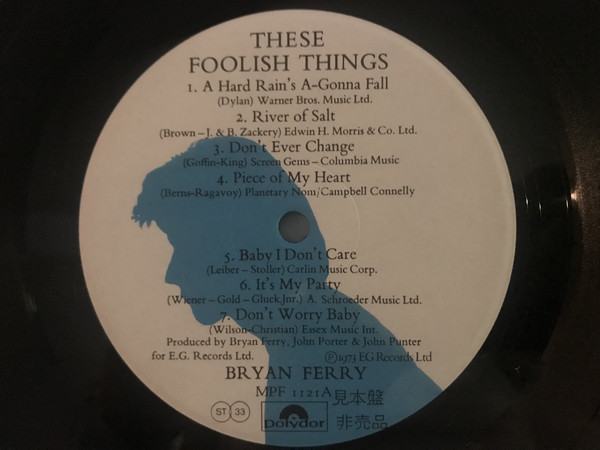 THESE
FOOLISH THINGS
1. A Hard Rain's A-Gonna Fall
(Dylan) Warner Bros. Music Ltd.
2. River of Salt
(Brown – J. & B. Zackery) Edwin H. Morris & Co. Ltd.
3. Don't Ever Change
(Goffin-King) Screen Gems – Columbia Music
4. Piece of My Heart
(Berns-Ragavoy) Planetary Nom/Campbell Connelly
5. Baby I Don't Care
(Leiber – Stoller) Carlin Music Corp.
6. It's My Party
(Wiener – Gold – Gluck, Jnr.) A. Schroeder Music Ltd.
7. Don't Worry Baby
(Wilson-Christian) Essex Music Int.
Produced by Bryan Ferry, John Porter & John Punter
for E.G. Records Ltd. ℗1973 EG Records Ltd
BRYAN FERRY
MPF 1121A 見本盤
ST 33 polydor 非売品